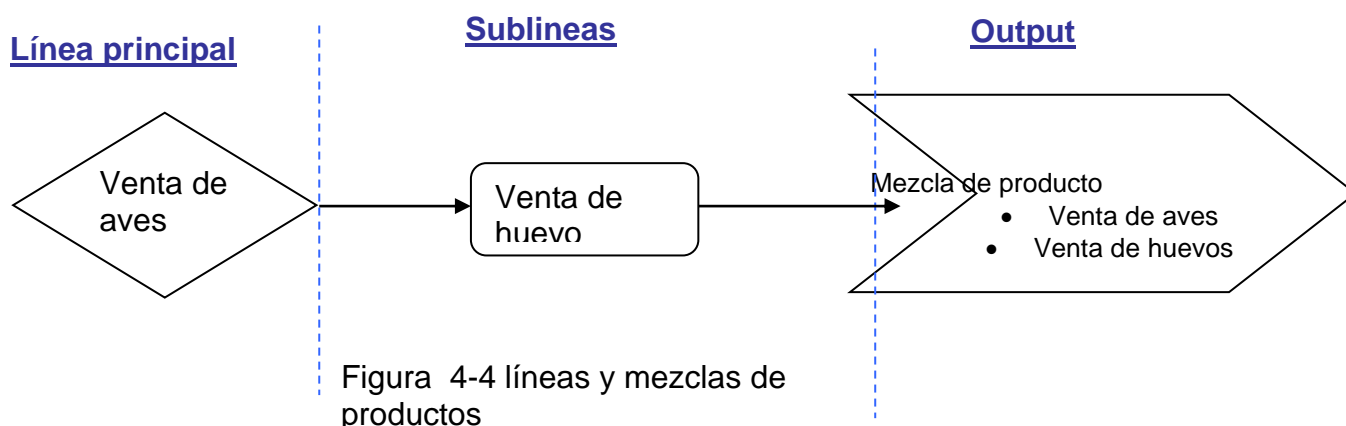 Línea principal
Sublineas
Output
Venta de
aves
Venta de
huevo
Mezcla de producto
• Venta de aves
• Venta de huevos
Figura 4-4 líneas y mezclas de
productos